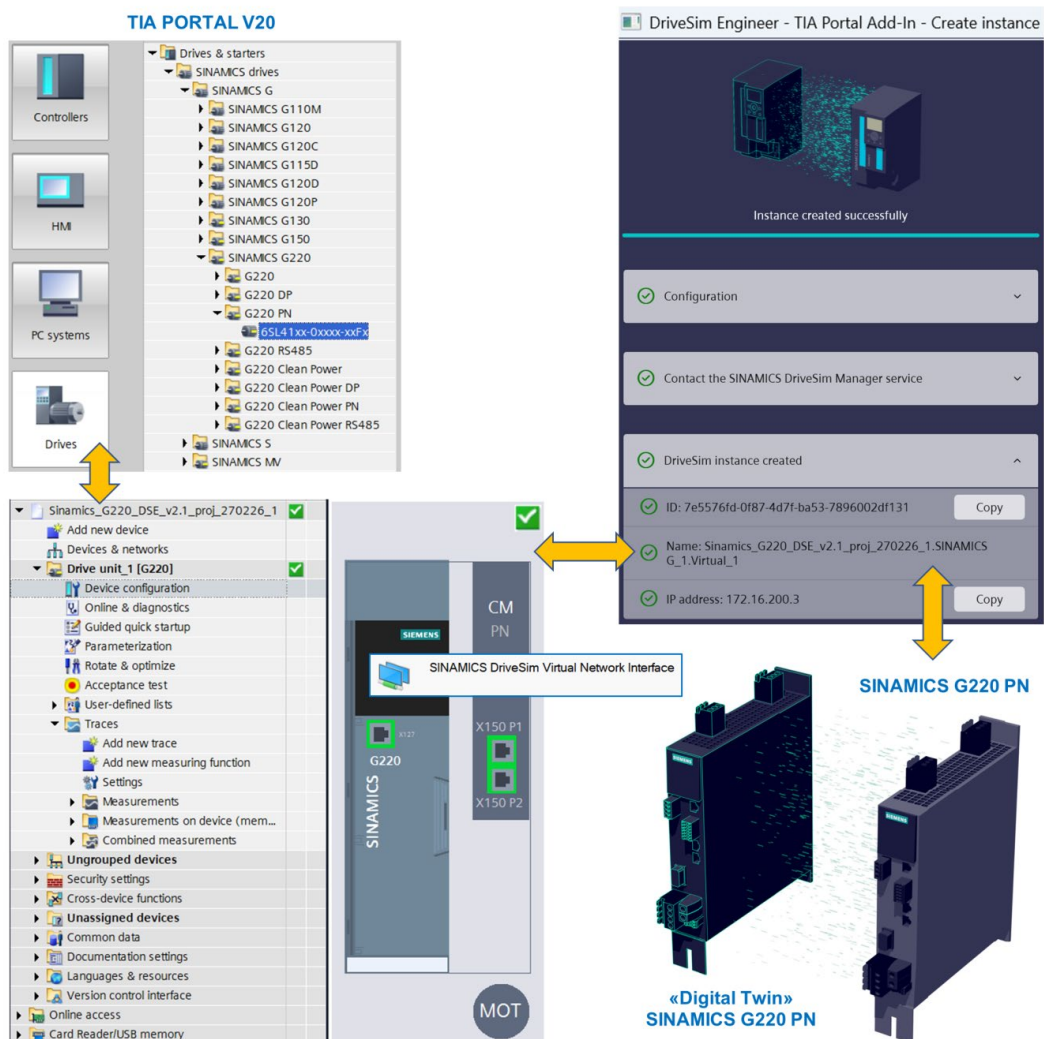 TIA PORTAL V20
Controllers
HMI
PC systems
Drives
Drives & starters
SINAMICS drives
SINAMICS G
SINAMICS G110M
SINAMICS G120
SINAMICS G120C
SINAMICS G115D
SINAMICS G120D
SINAMICS G120P
SINAMICS G130
SINAMICS G150
SINAMICS G220
G220
G220 DP
G220 PN
6SL41xx-0xxxx-xxFx
G220 RS485
G220 Clean Power
G220 Clean Power DP
G220 Clean Power PN
G220 Clean Power RS485
SINAMICS S
SINAMICS MV
DriveSim Engineer - TIA Portal Add-In - Create instance
Instance created successfully
Configuration
Contact the SINAMICS DriveSim Manager service
DriveSim instance created
ID: 7e5576fd-0f87-4d7f-ba53-7896002df131
Copy
Name: Sinamics_G220_DSE_v2.1_proj_270226_1.SINAMICS
G_1.Virtual_1
IP address: 172.16.200.3
Copy
Sinamics_G220_DSE_v2.1_proj_270226_1
Add new device
Devices & networks
Drive unit_1 [G220]
Device configuration
Online & diagnostics
Guided quick startup
Parameterization
Rotate & optimize
Acceptance test
User-defined lists
Traces
Add new trace
Add new measuring function
Settings
Measurements
Measurements on device (mem...
Combined measurements
Ungrouped devices
Security settings
Cross-device functions
Unassigned devices
Common data
Documentation settings
Languages & resources
Version control interface
Online access
Card Reader/USB memory
CM
PN
SIEMENS
SINAMICS DriveSim Virtual Network Interface
X127
G220
SINAMICS
X150 P1
X150 P2
MOT
SINAMICS G220 PN
SIEMENS
SIEMENS
«Digital Twin»
SINAMICS G220 PN